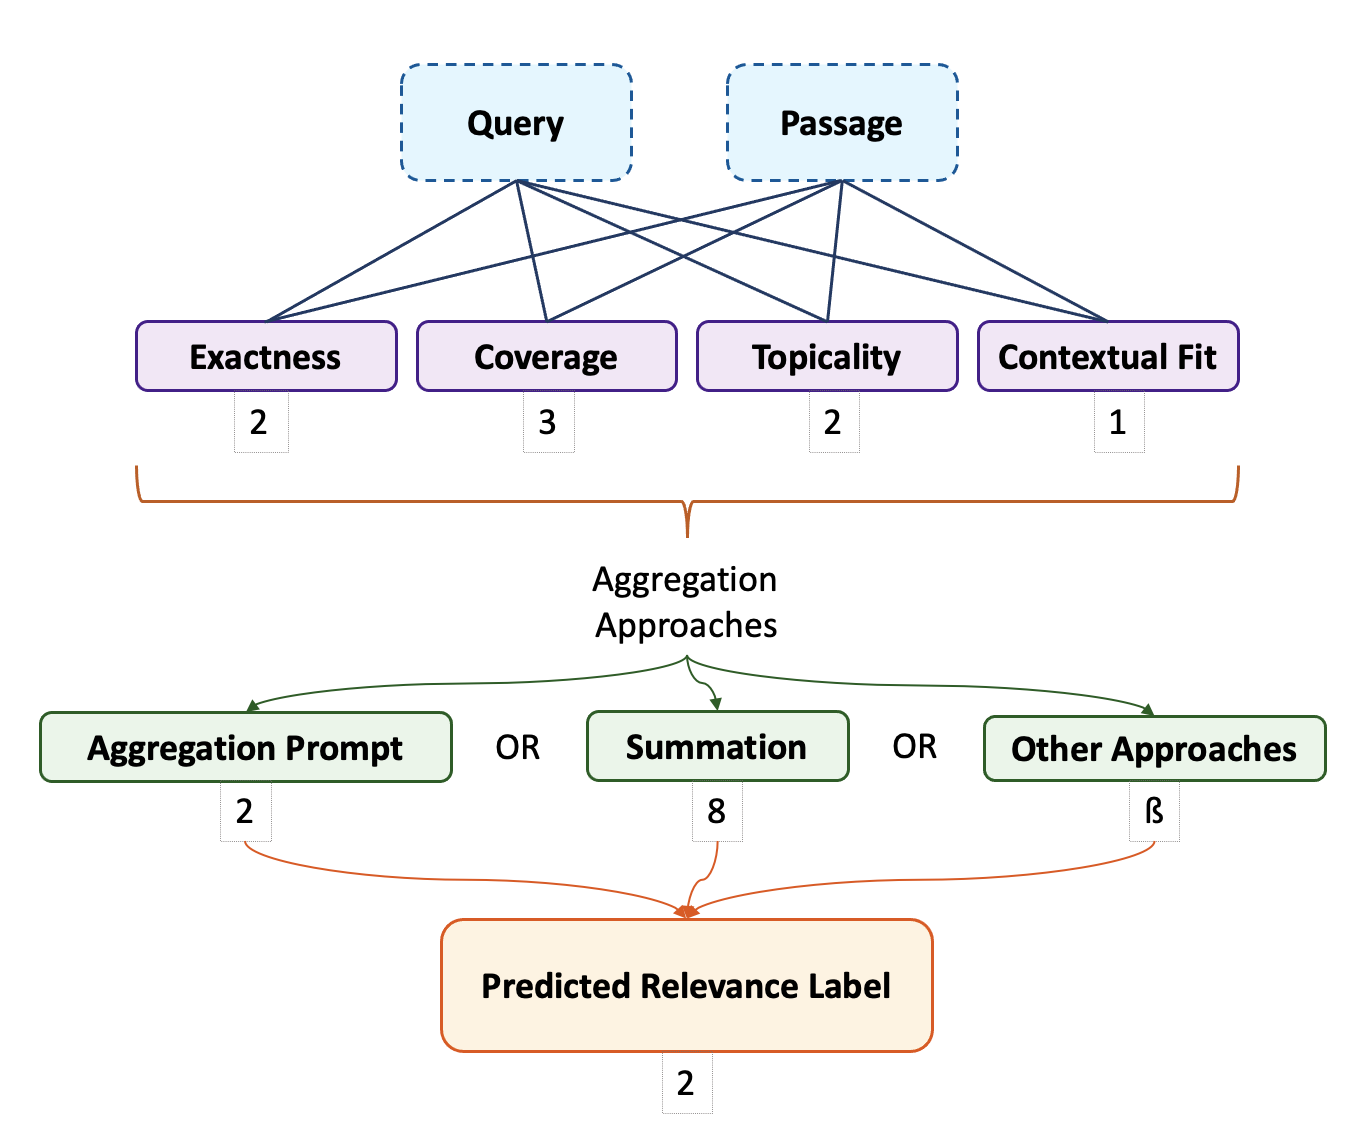 Query
Passage
Exactness
Coverage
Topicality
Contextual Fit
2
3
2
1
Aggregation
Approaches
Aggregation Prompt
OR
Summation
OR
Other Approaches
2
8
ß
Predicted Relevance Label
2